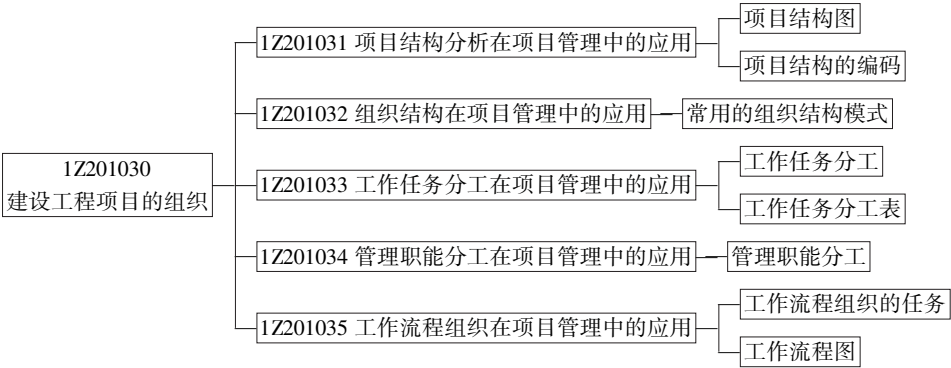 1Z201030
建设工程项目的组织
1Z201031 项目结构分析在项目管理中的应用
项目结构图
项目结构的编码
1Z201032 组织结构在项目管理中的应用
常用的组织结构模式
1Z201033 工作任务分工在项目管理中的应用
工作任务分工
工作任务分工表
1Z201034 管理职能分工在项目管理中的应用
管理职能分工
1Z201035 工作流程组织在项目管理中的应用
工作流程组织的任务
工作流程图